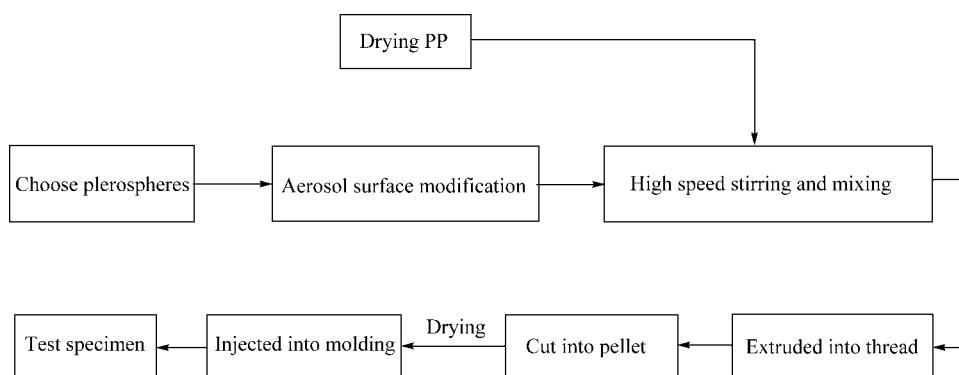 Drying PP
Choose plerospheres
Aerosol surface modification
High speed stirring and mixing
Test specimen
Injected into molding
Drying
Cut into pellet
Extruded into thread